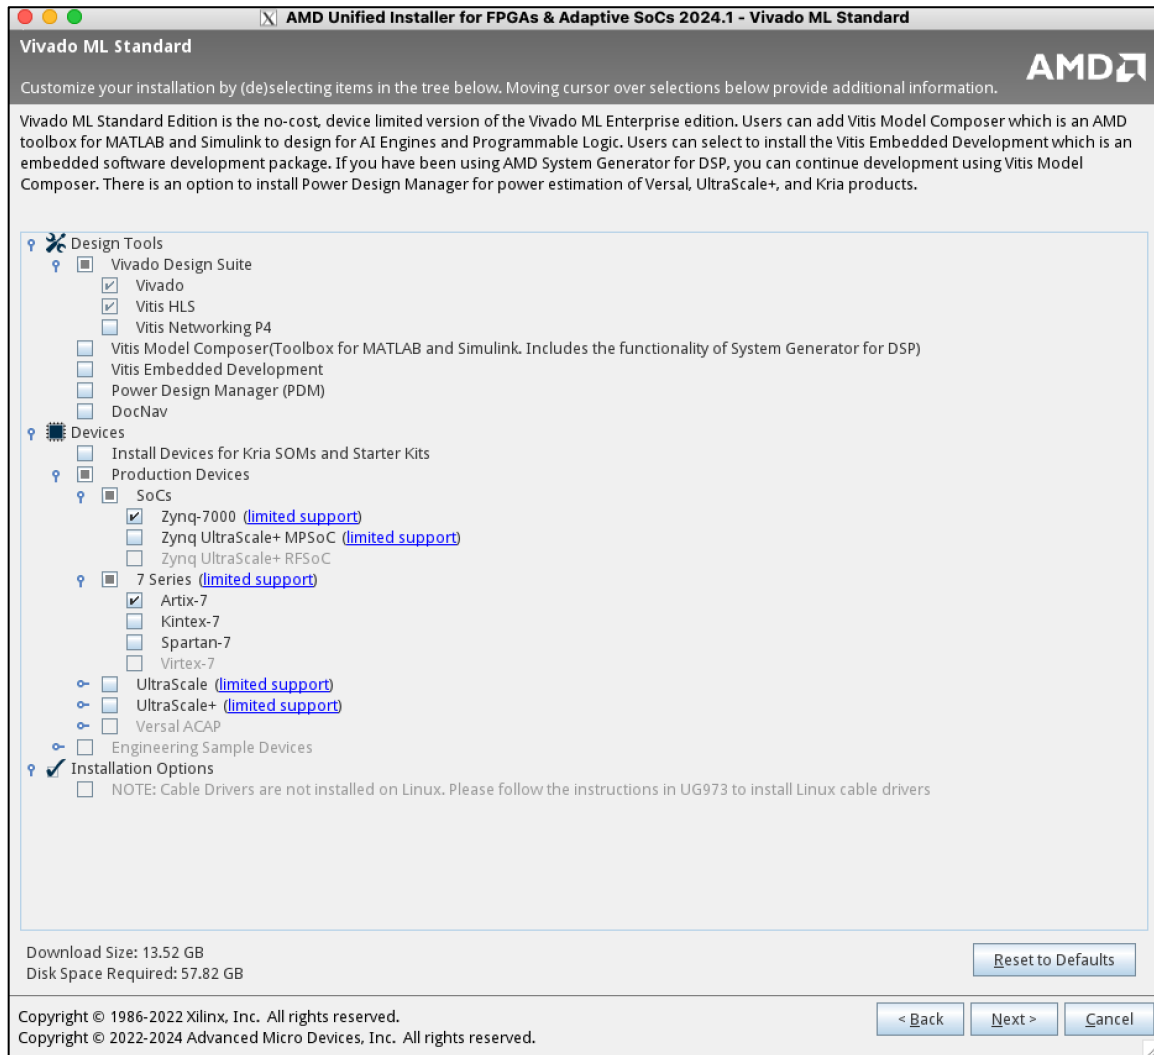 AMD Unified Installer for FPGAs & Adaptive SoCs 2024.1 - Vivado ML Standard
Vivado ML Standard
AMD
Customize your installation by (de)selecting items in the tree below. Moving cursor over selections below provide additional information.
Vivado ML Standard Edition is the no-cost, device limited version of the Vivado ML Enterprise edition. Users can add Vitis Model Composer which is an AMD
toolbox for MATLAB and Simulink to design for AI Engines and Programmable Logic. Users can select to install the Vitis Embedded Development which is an
embedded software development package. If you have been using AMD System Generator for DSP, you can continue development using Vitis Model
Composer. There is an option to install Power Design Manager for power estimation of Versal, UltraScale+, and Kria products.
Design Tools
Vivado Design Suite
Vivado
Vitis HLS
Vitis Networking P4
Vitis Model Composer(Toolbox for MATLAB and Simulink. Includes the functionality of System Generator for DSP)
Vitis Embedded Development
Power Design Manager (PDM)
DocNav
Devices
Install Devices for Kria SOMs and Starter Kits
Production Devices
SoCs
Zynq-7000 (limited support)
Zynq UltraScale+ MPSoC (limited support)
Zynq UltraScale+ RFSoC
7 Series (limited support)
Artix-7
Kintex-7
Spartan-7
Virtex-7
UltraScale (limited support)
UltraScale+ (limited support)
Versal ACAP
Engineering Sample Devices
Installation Options
NOTE: Cable Drivers are not installed on Linux. Please follow the instructions in UG973 to install Linux cable drivers
Download Size: 13.52 GB
Disk Space Required: 57.82 GB
Reset to Defaults
Copyright © 1986-2022 Xilinx, Inc. All rights reserved.
Copyright © 2022-2024 Advanced Micro Devices, Inc. All rights reserved.
< Back
Next >
Cancel